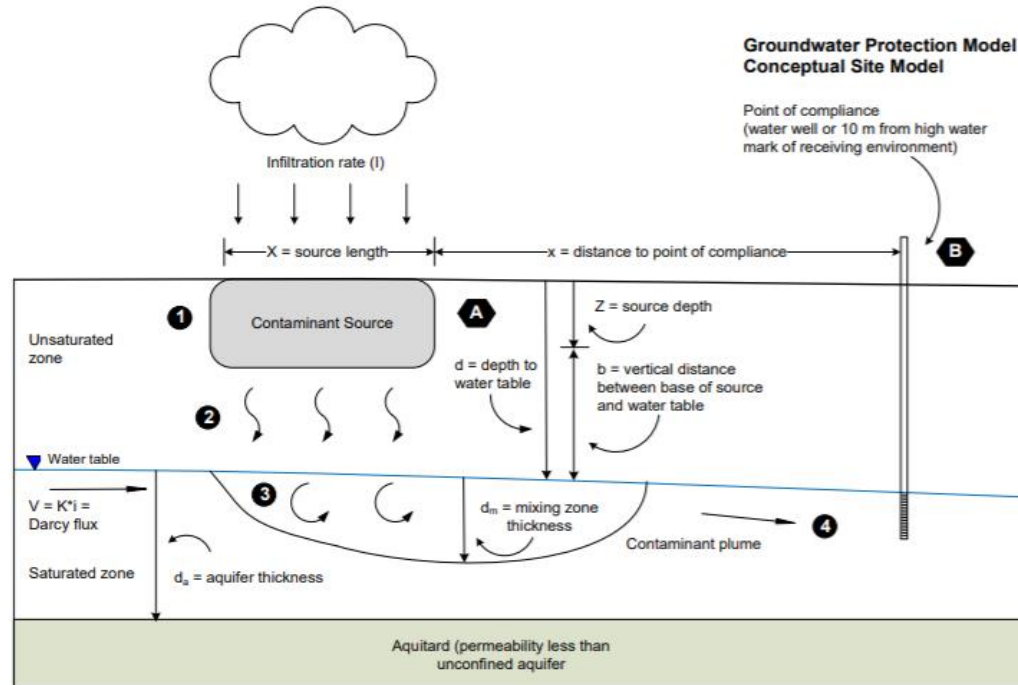 Groundwater Protection Model
Conceptual Site Model
Point of compliance
(water well or 10 m from high water
mark of receiving environment)
Infiltration rate (I)
X = source length
x = distance to point of compliance
B
1
Contaminant Source
A
Z = source depth
Unsaturated
zone
d = depth to
water table
b = vertical distance
between base of source
and water table
2
Water table
V = K*i =
Darcy flux
3
dₘ = mixing zone
thickness
4
Contaminant plume
Saturated zone
dₐ = aquifer thickness
Aquitard (permeability less than
unconfined aquifer